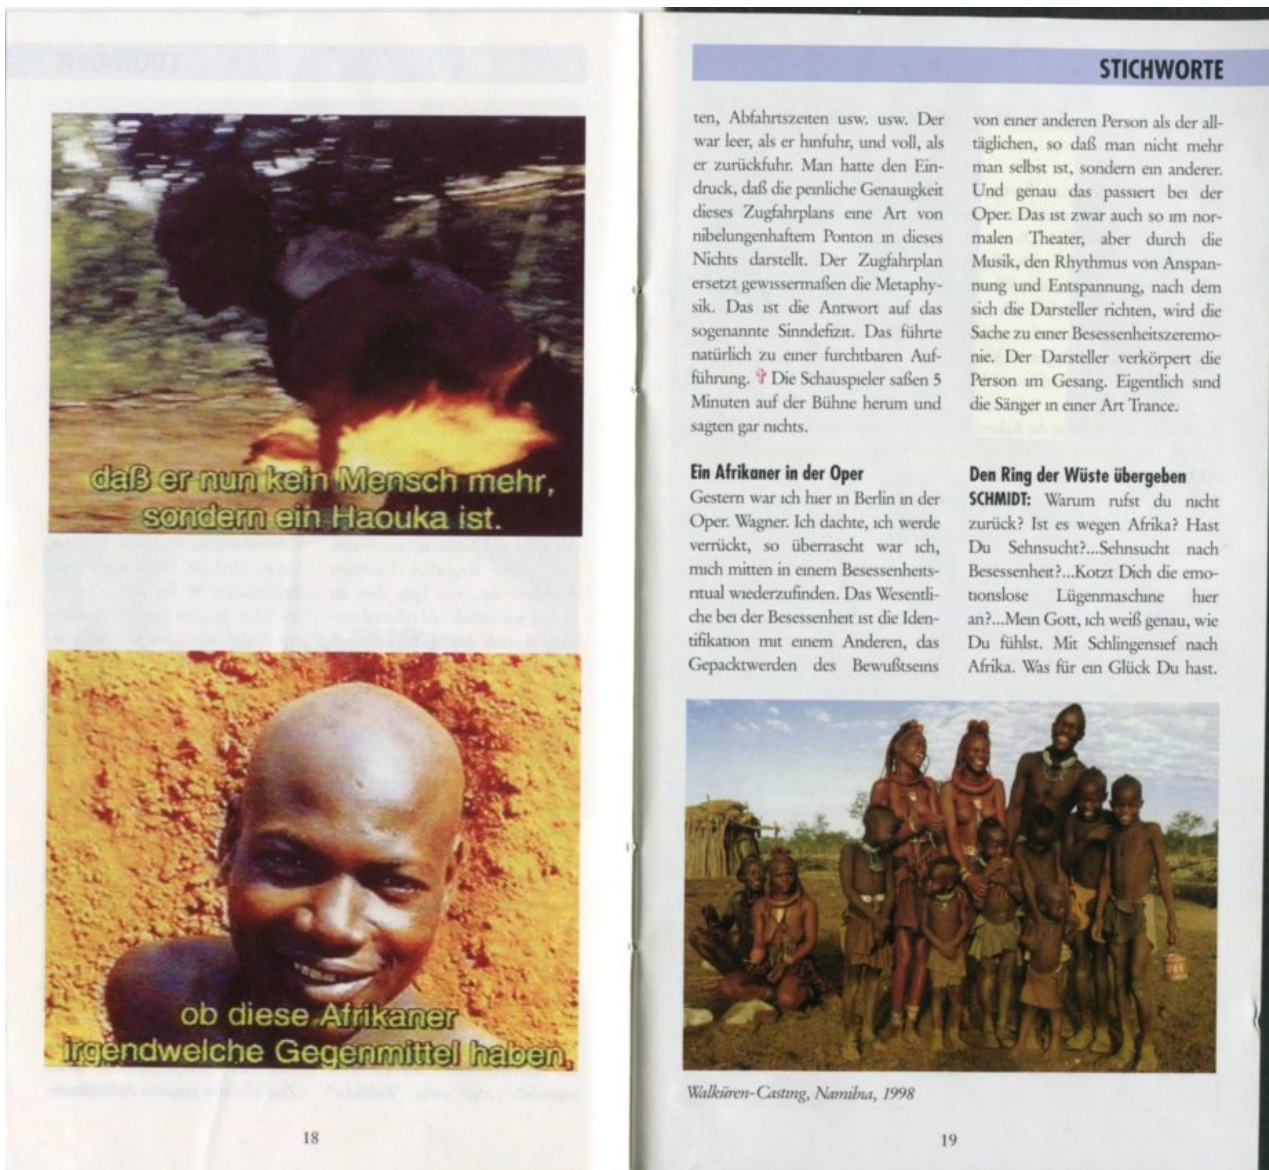 daß er nun kein Mensch mehr,
sondern ein Haouka ist.
ob diese Afrikaner
irgendwelche Gegenmittel haben,
18
STICHWORTE
ten, Abfahrtszeiten usw. usw. Der
war leer, als er hinfuhr, und voll, als
er zurückfuhr. Man hatte den Ein-
druck, daß die peinliche Genauigkeit
dieses Zugfahrplans eine Art von
nibelungenhaftem Ponton in dieses
Nichts darstellt. Der Zugfahrplan
ersetzt gewissermaßen die Metaphy-
sik. Das ist die Antwort auf das
sogenannte Sinndefizit. Das führte
natürlich zu einer furchtbaren Auf-
führung. ✞ Die Schauspieler saßen 5
Minuten auf der Bühne herum und
sagten gar nichts.
Ein Afrikaner in der Oper
Gestern war ich hier in Berlin in der
Oper. Wagner. Ich dachte, ich werde
verrückt, so überrascht war ich,
mich mitten in einem Besessenheits-
ritual wiederzufinden. Das Wesentli-
che bei der Besessenheit ist die Iden-
tifikation mit einem Anderen, das
Gepacktwerden des Bewußtseins
von einer anderen Person als der all-
täglichen, so daß man nicht mehr
man selbst ist, sondern ein anderer.
Und genau das passiert bei der
Oper. Das ist zwar auch so im nor-
malen Theater, aber durch die
Musik, den Rhythmus von Anspan-
nung und Entspannung, nach dem
sich die Darsteller richten, wird die
Sache zu einer Besessenheitszeremo-
nie. Der Darsteller verkörpert die
Person im Gesang. Eigentlich sind
die Sänger in einer Art Trance.
Den Ring der Wüste übergeben
SCHMIDT: Warum rufst du nicht
zurück? Ist es wegen Afrika? Hast
Du Sehnsucht?...Sehnsucht nach
Besessenheit?...Kotzt Dich die emo-
tionslose Lügenmaschine hier
an?...Mein Gott, ich weiß genau, wie
Du fühlst. Mit Schlingensief nach
Afrika. Was für ein Glück Du hast.
Walküren-Casting, Namibia, 1998
19